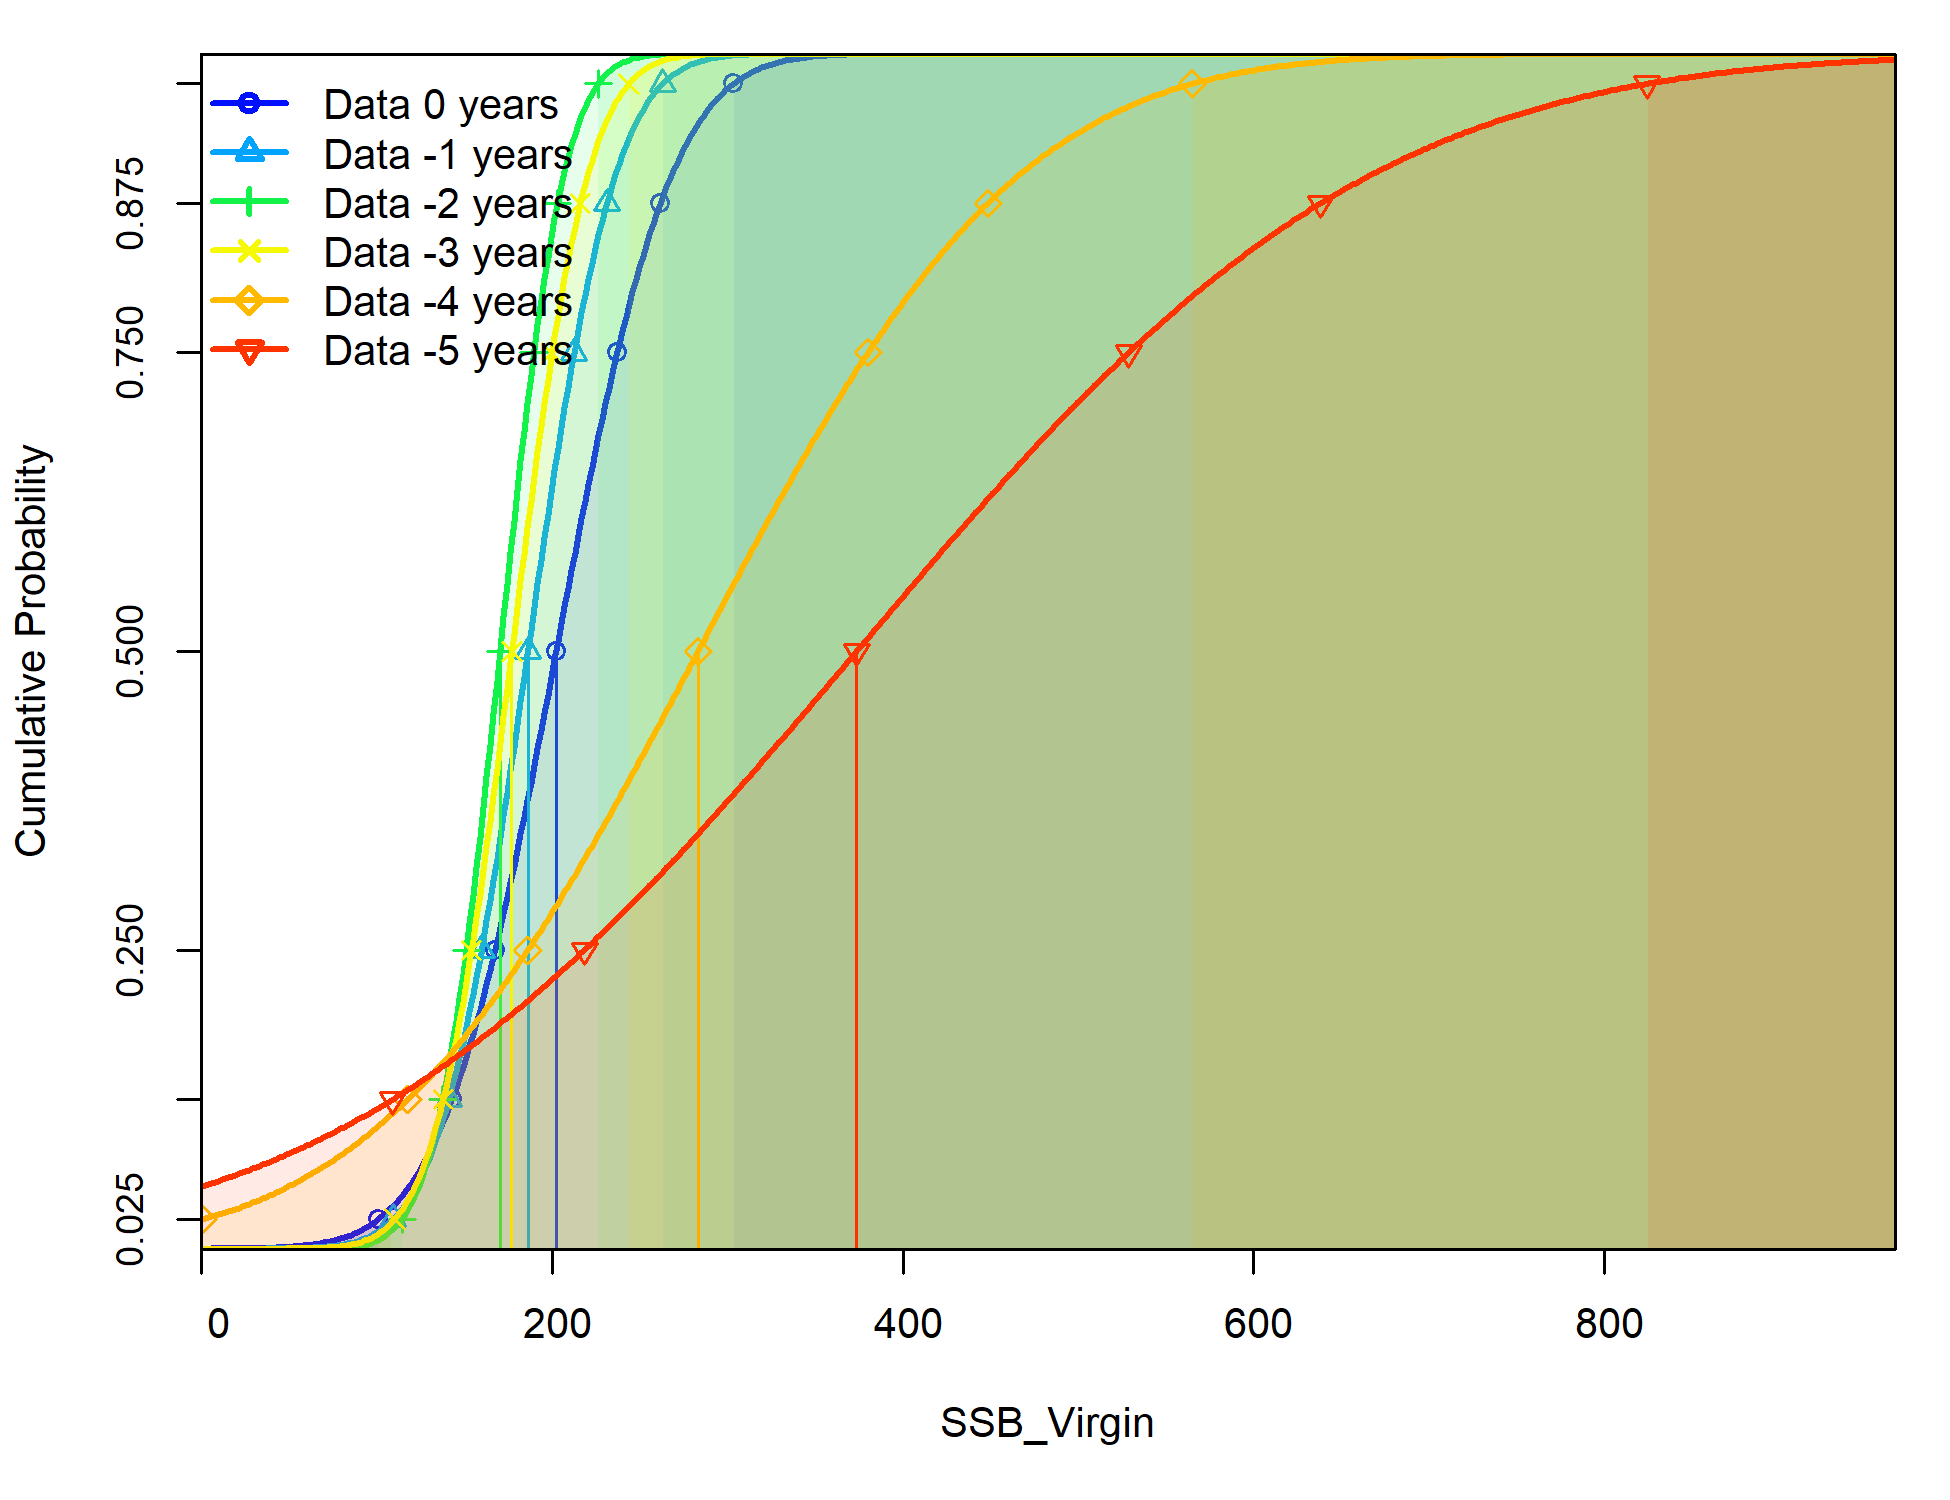 Data 0 years
Data -1 years
Data -2 years
Data -3 years
Data -4 years
Data -5 years
0.875
0.750
0.500
0.250
0.025
Cumulative Probability
0 200 400 600 800
SSB_Virgin